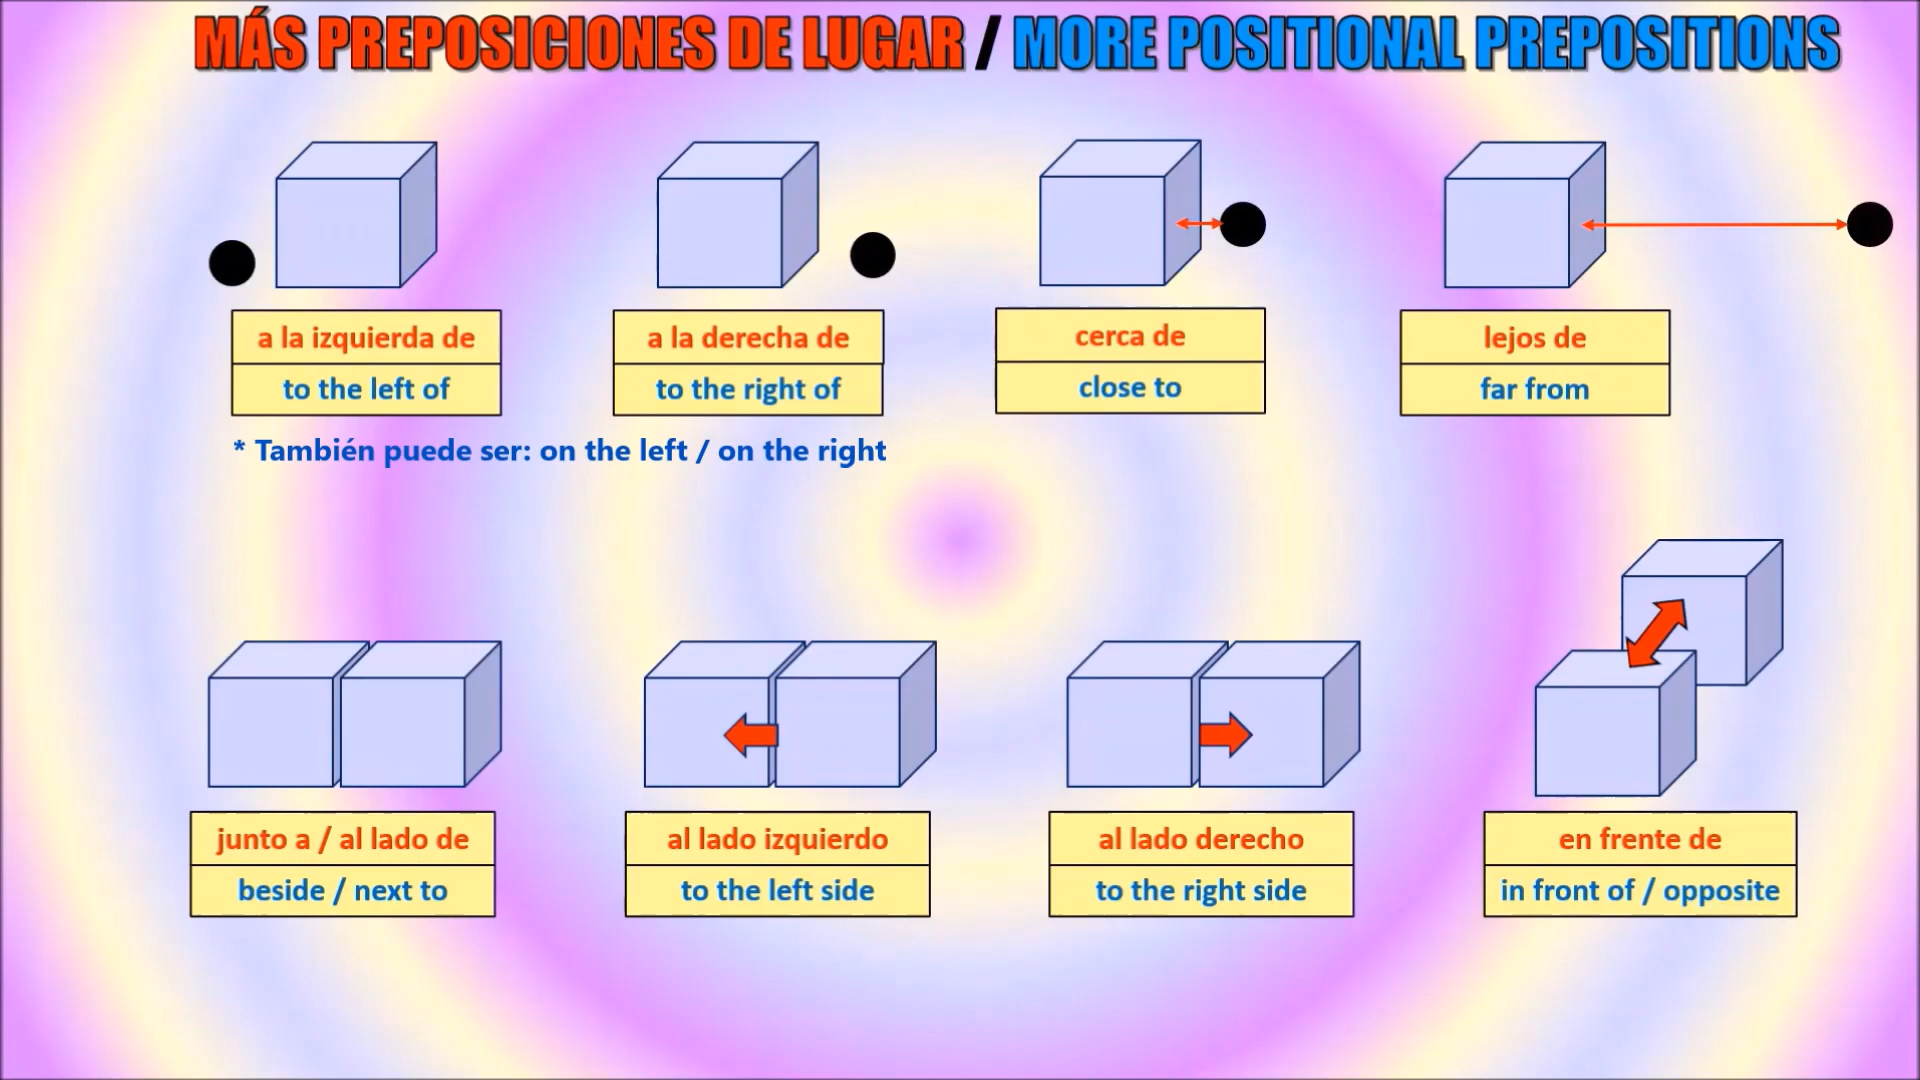 MÁS PREPOSICIONES DE LUGAR / MORE POSITIONAL PREPOSITIONS
a la izquierda de
to the left of
a la derecha de
to the right of
cerca de
close to
lejos de
far from
* También puede ser: on the left / on the right
junto a / al lado de
beside / next to
al lado izquierdo
to the left side
al lado derecho
to the right side
en frente de
in front of / opposite